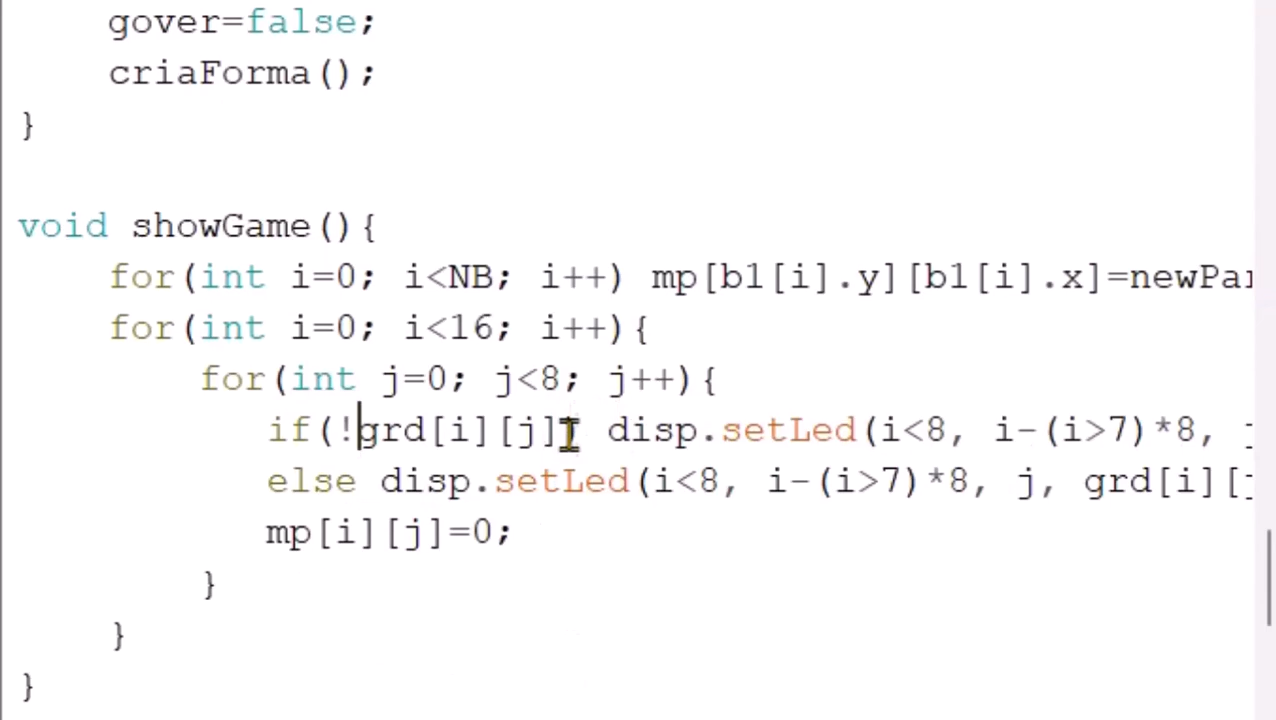 gover=false;
criaForma();
}
void showGame(){
for(int i=0; i<NB; i++) mp[b1[i].y][b1[i].x]=newPar
for(int i=0; i<16; i++){
for(int j=0; j<8; j++){
if(!grd[i][j]) disp.setLed(i<8, i-(i>7)*8, j
else disp.setLed(i<8, i-(i>7)*8, j, grd[i][j
mp[i][j]=0;
}
}
}